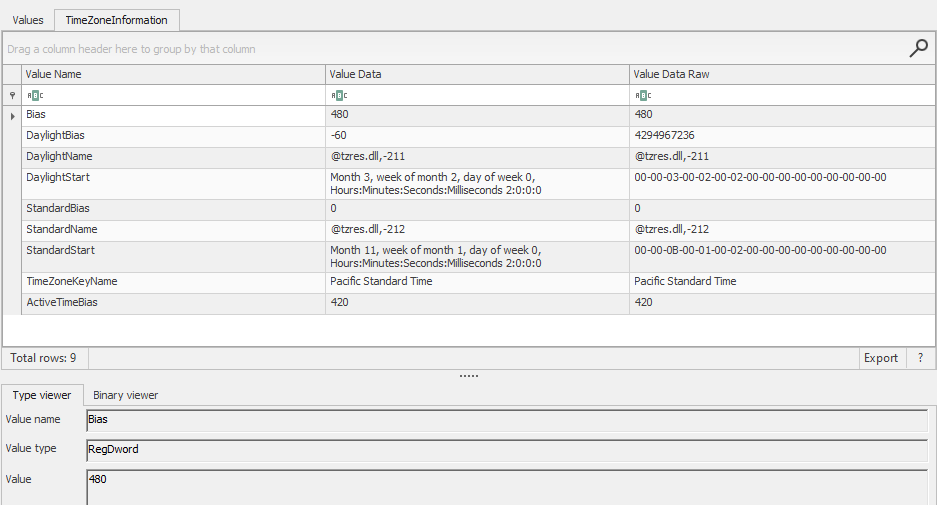 Values TimeZoneInformation
Drag a column header here to group by that column
Value Name Value Data Value Data Raw
ABC ABC ABC
Bias 480 480
DaylightBias -60 4294967236
DaylightName @tzres.dll,-211 @tzres.dll,-211
DaylightStart Month 3, week of month 2, day of week 0, 00-00-03-00-02-00-02-00-00-00-00-00-00-00-00-00
Hours:Minutes:Seconds:Milliseconds 2:0:0:0
StandardBias 0 0
StandardName @tzres.dll,-212 @tzres.dll,-212
StandardStart Month 11, week of month 1, day of week 0, 00-00-0B-00-01-00-02-00-00-00-00-00-00-00-00-00
Hours:Minutes:Seconds:Milliseconds 2:0:0:0
TimeZoneKeyName Pacific Standard Time Pacific Standard Time
ActiveTimeBias 420 420
Total rows: 9 Export ?
Type viewer Binary viewer
Value name Bias
Value type RegDword
Value 480